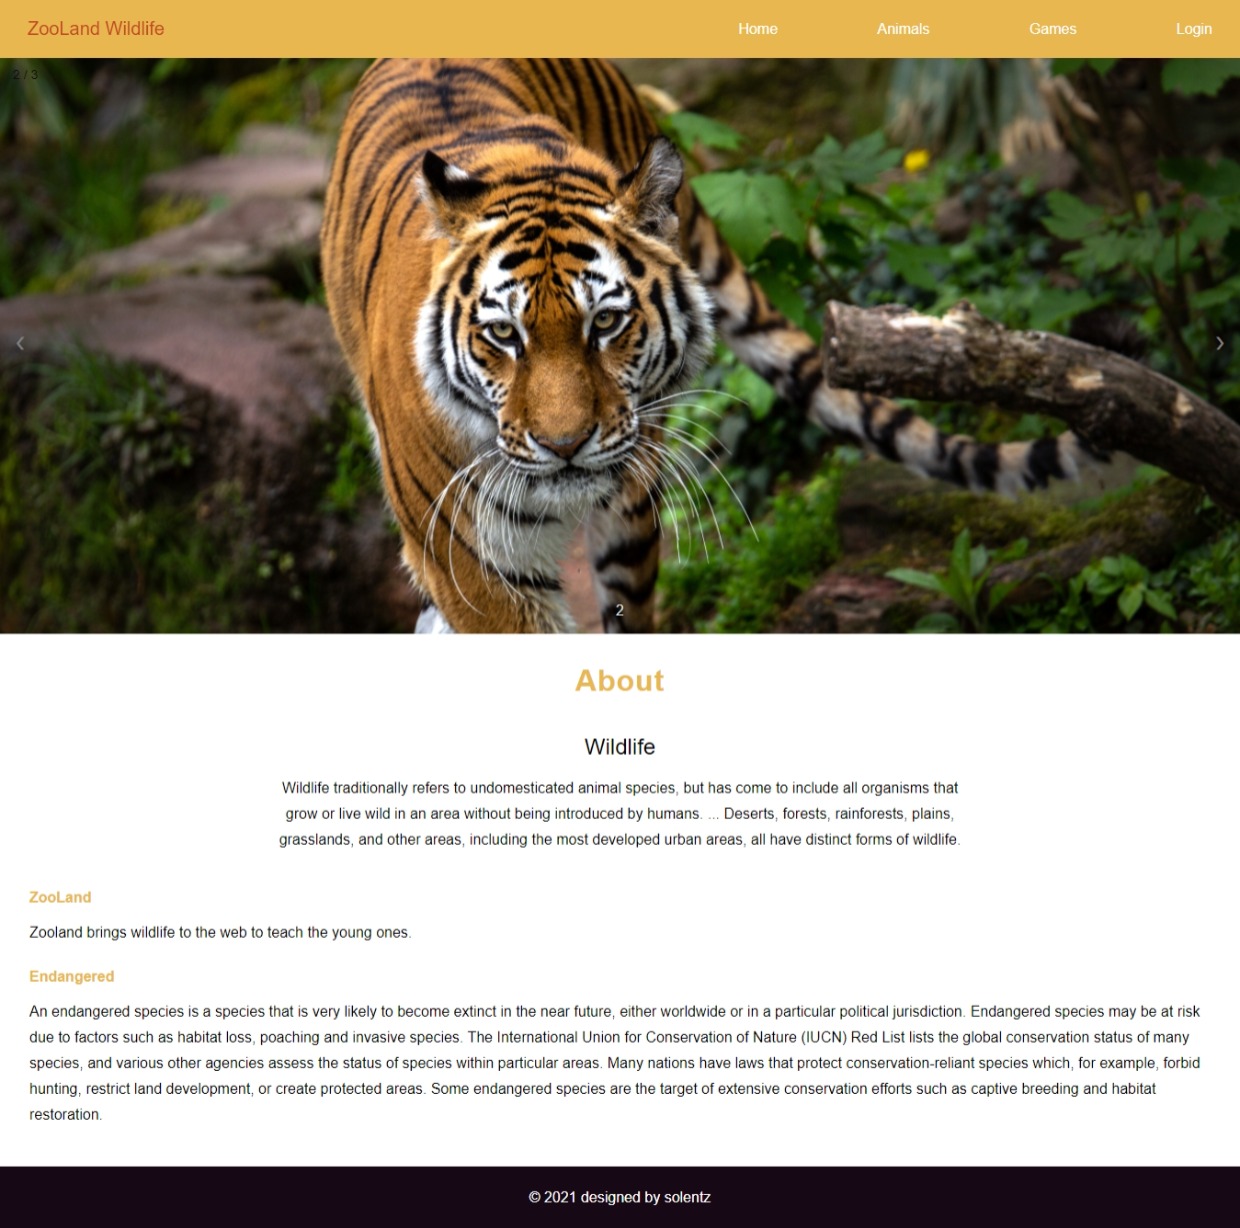 ZooLand Wildlife
Home
Animals
Games
Login
2 / 3
❮
❯
2
About
Wildlife
Wildlife traditionally refers to undomesticated animal species, but has come to include all organisms that
grow or live wild in an area without being introduced by humans. ... Deserts, forests, rainforests, plains,
grasslands, and other areas, including the most developed urban areas, all have distinct forms of wildlife.
ZooLand
Zooland brings wildlife to the web to teach the young ones.
Endangered
An endangered species is a species that is very likely to become extinct in the near future, either worldwide or in a particular political jurisdiction. Endangered species may be at risk
due to factors such as habitat loss, poaching and invasive species. The International Union for Conservation of Nature (IUCN) Red List lists the global conservation status of many
species, and various other agencies assess the status of species within particular areas. Many nations have laws that protect conservation-reliant species which, for example, forbid
hunting, restrict land development, or create protected areas. Some endangered species are the target of extensive conservation efforts such as captive breeding and habitat
restoration.
© 2021 designed by solentz